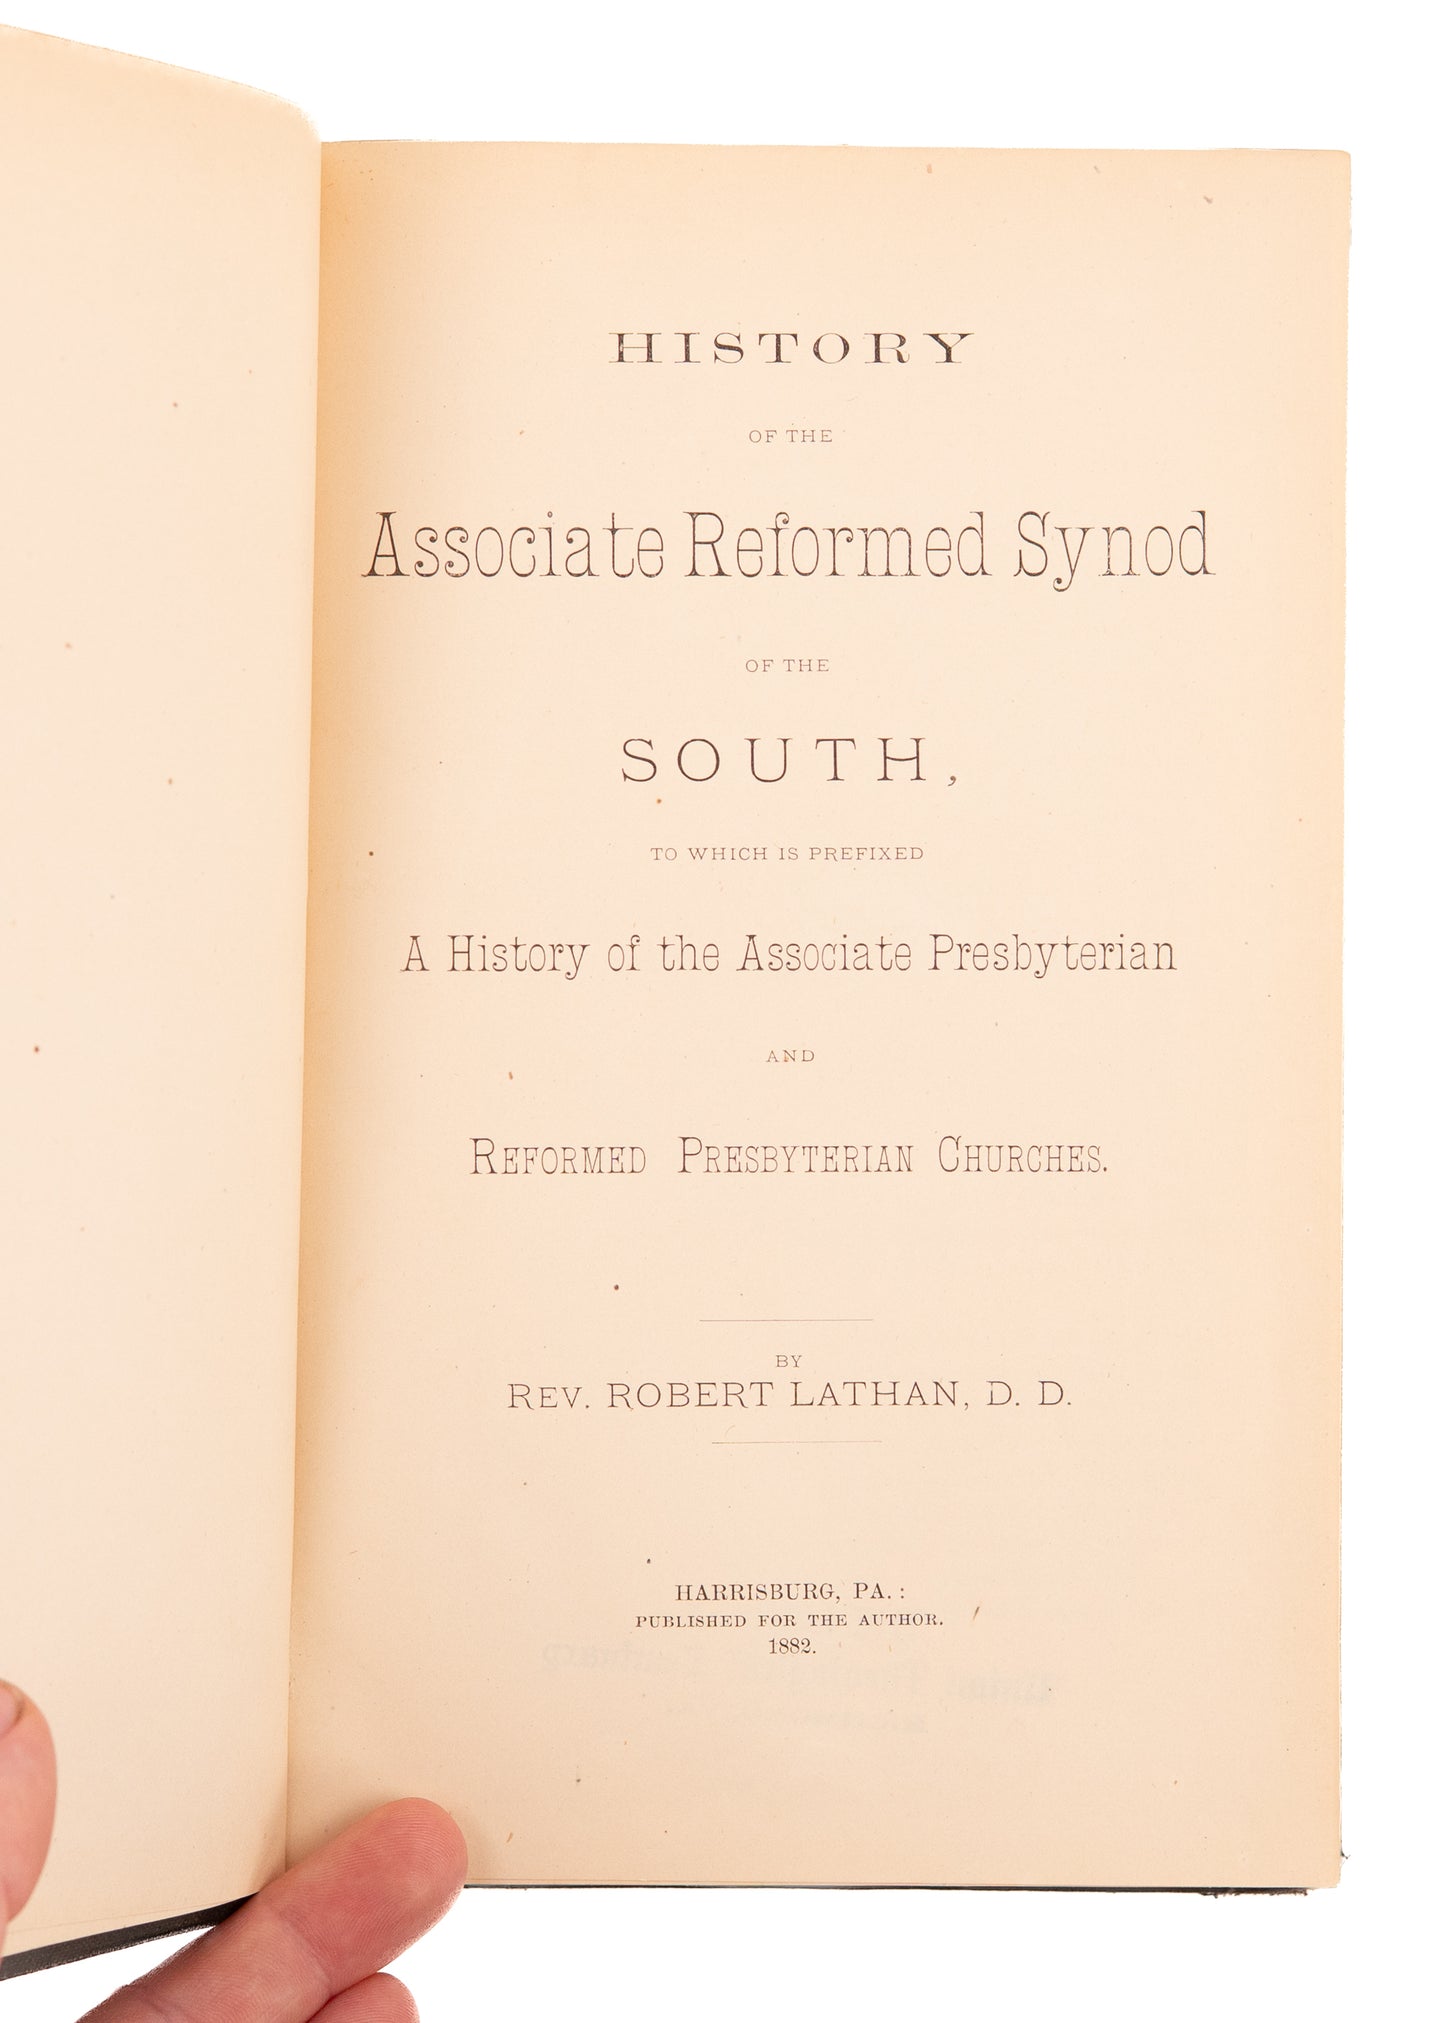 HISTORY
OF THE
Associate Reformed Synod
OF THE
SOUTH,
TO WHICH IS PREFIXED
A History of the Associate Presbyterian
AND
REFORMED PRESBYTERIAN CHURCHES.
BY
REV. ROBERT LATHAN, D. D.
HARRISBURG, PA.:
PUBLISHED FOR THE AUTHOR.
1882.